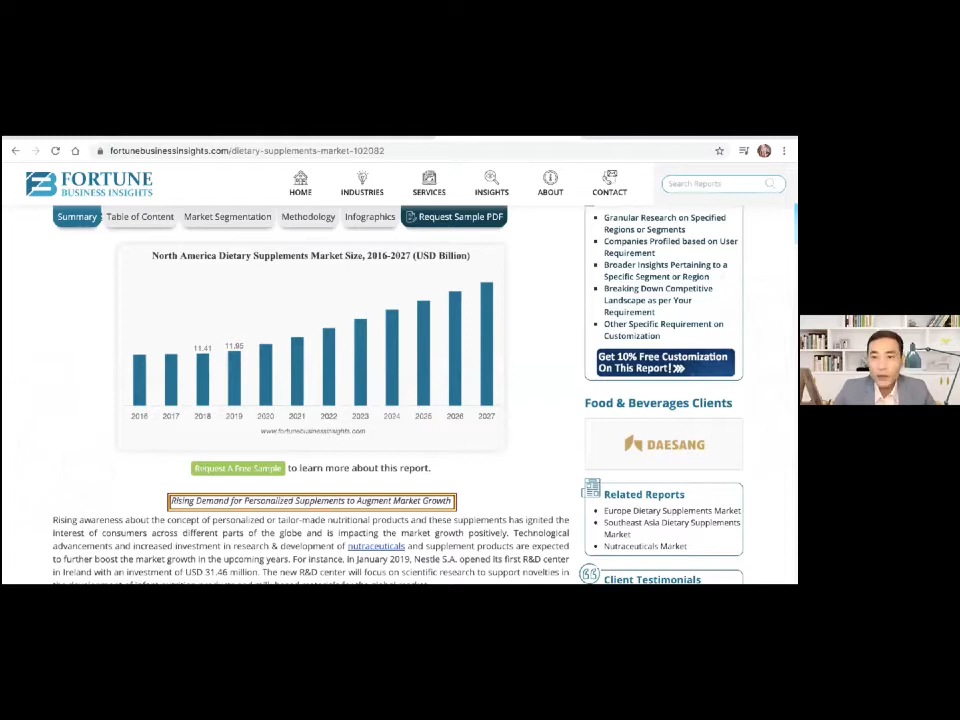 fortunebusinessinsights.com/dietary-supplements-market-102082
FORTUNE
BUSINESS INSIGHTS
HOME
INDUSTRIES
SERVICES
INSIGHTS
ABOUT
CONTACT
Search Reports
Summary
Table of Content
Market Segmentation
Methodology
Infographics
Request Sample PDF
North America Dietary Supplements Market Size, 2016-2027 (USD Billion)
11.41
11.95
2016 2017 2018 2019 2020 2021 2022 2023 2024 2025 2026 2027
www.fortunebusinessinsights.com
Request A Free Sample to learn more about this report.
Rising Demand for Personalized Supplements to Augment Market Growth
Rising awareness about the concept of personalized or tailor-made nutritional products and these supplements has ignited the
interest of consumers across different parts of the globe and is impacting the market growth positively. Technological
advancements and increased investment in research & development of nutraceuticals and supplement products are expected
to further boost the market growth in the upcoming years. For instance, in January 2019, Nestle S.A. opened its first R&D center
in Ireland with an investment of USD 31.46 million. The new R&D center will focus on scientific research to support novelties in
Granular Research on Specified
Regions or Segments
Companies Profiled based on User
Requirement
Broader Insights Pertaining to a
Specific Segment or Region
Breaking Down Competitive
Landscape as per Your
Requirement
Other Specific Requirement on
Customization
Get 10% Free Customization
On This Report!
Food & Beverages Clients
DAESANG
Related Reports
Europe Dietary Supplements Market
Southeast Asia Dietary Supplements
Market
Nutraceuticals Market
Client Testimonials